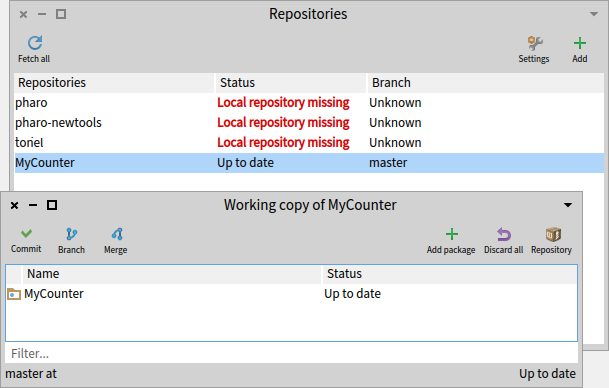 Repositories
Fetch all Settings Add
Repositories Status Branch
pharo Local repository missing Unknown
pharo-newtools Local repository missing Unknown
toriel Local repository missing Unknown
MyCounter Up to date master
Working copy of MyCounter
Commit Branch Merge Add package Discard all Repository
Name Status
MyCounter Up to date
Filter...
master at Up to date